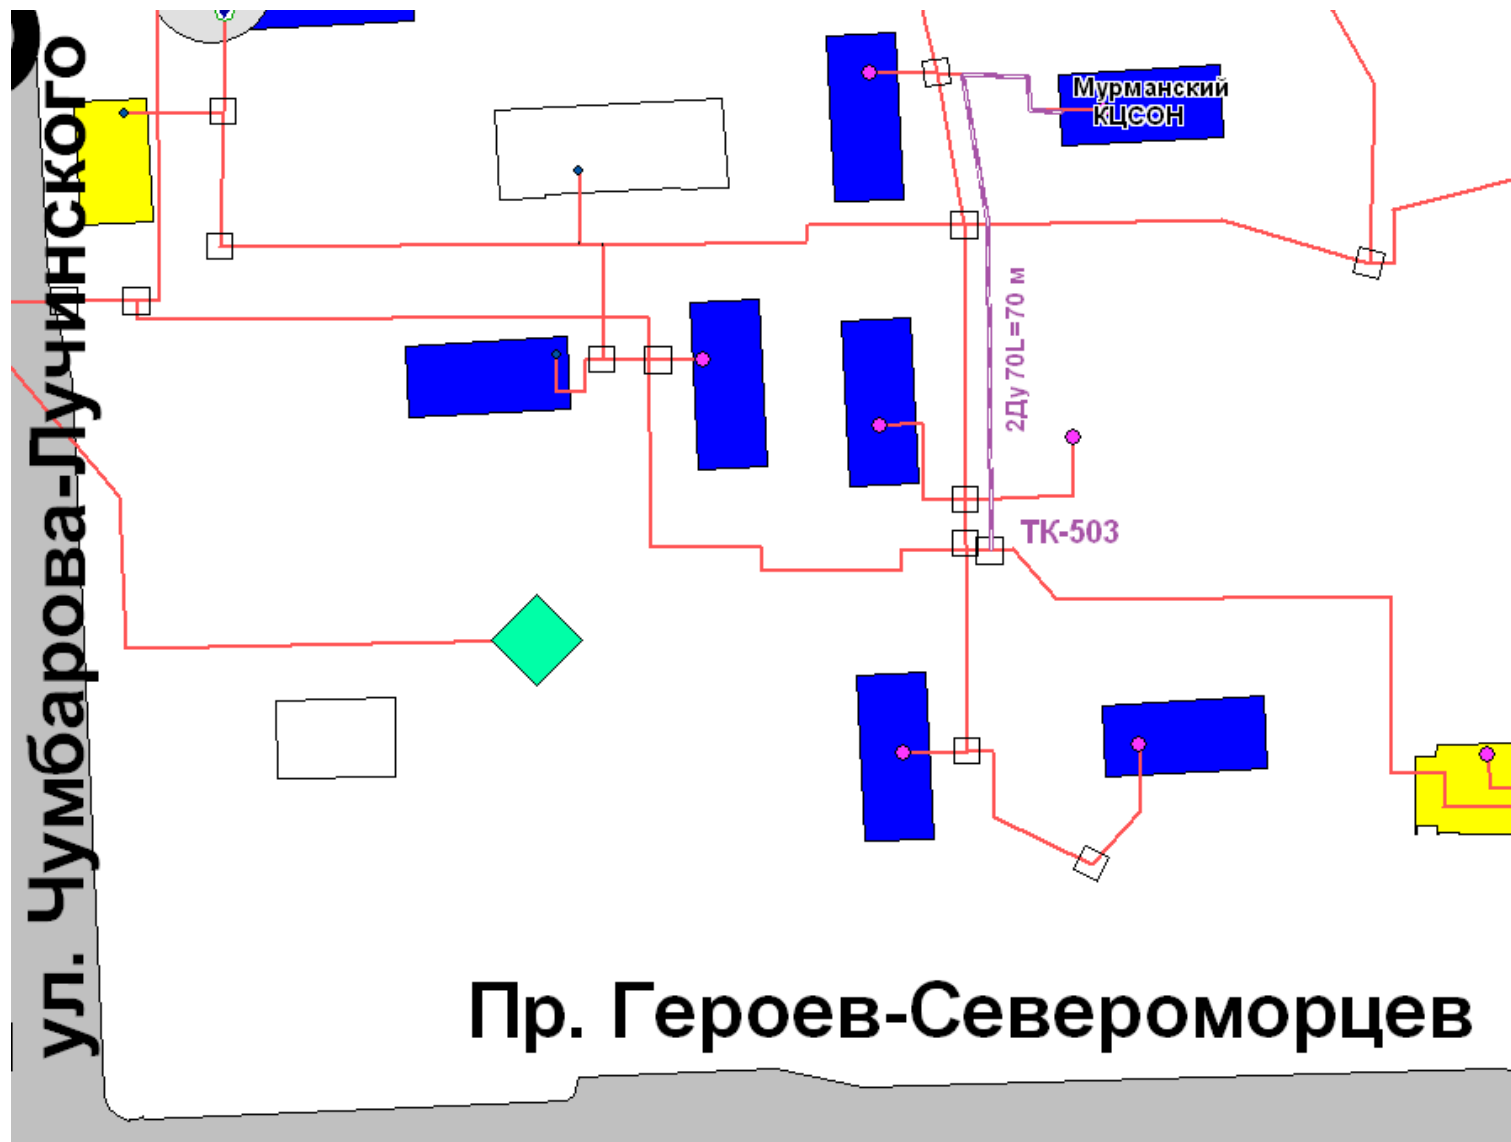 Мурманский
КЦСОН
ул. Чумбарова-Лучинского
2Ду 70L=70 м
ТК-503
Пр. Героев-Североморцев